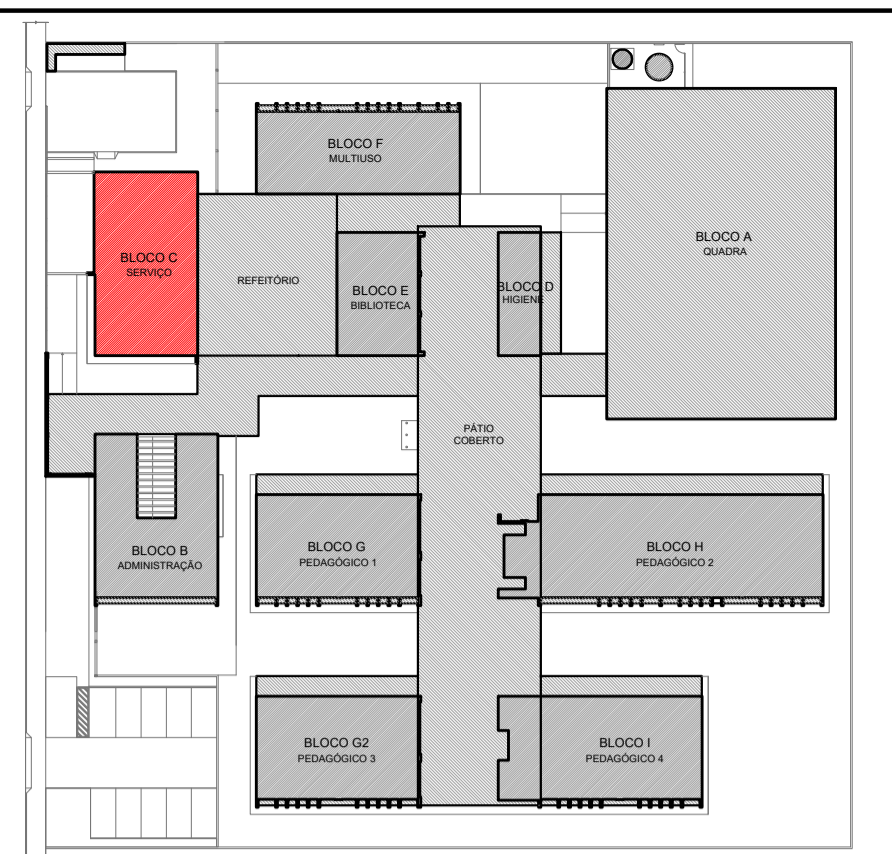 BLOCO F
MULTIUSO
BLOCO A
QUADRA
BLOCO C
SERVIÇO
REFEITÓRIO
BLOCO E
BIBLIOTECA
BLOCO D
HIGIENE
PÁTIO
COBERTO
BLOCO B
ADMINISTRAÇÃO
BLOCO G
PEDAGÓGICO 1
BLOCO H
PEDAGÓGICO 2
BLOCO G2
PEDAGÓGICO 3
BLOCO I
PEDAGÓGICO 4